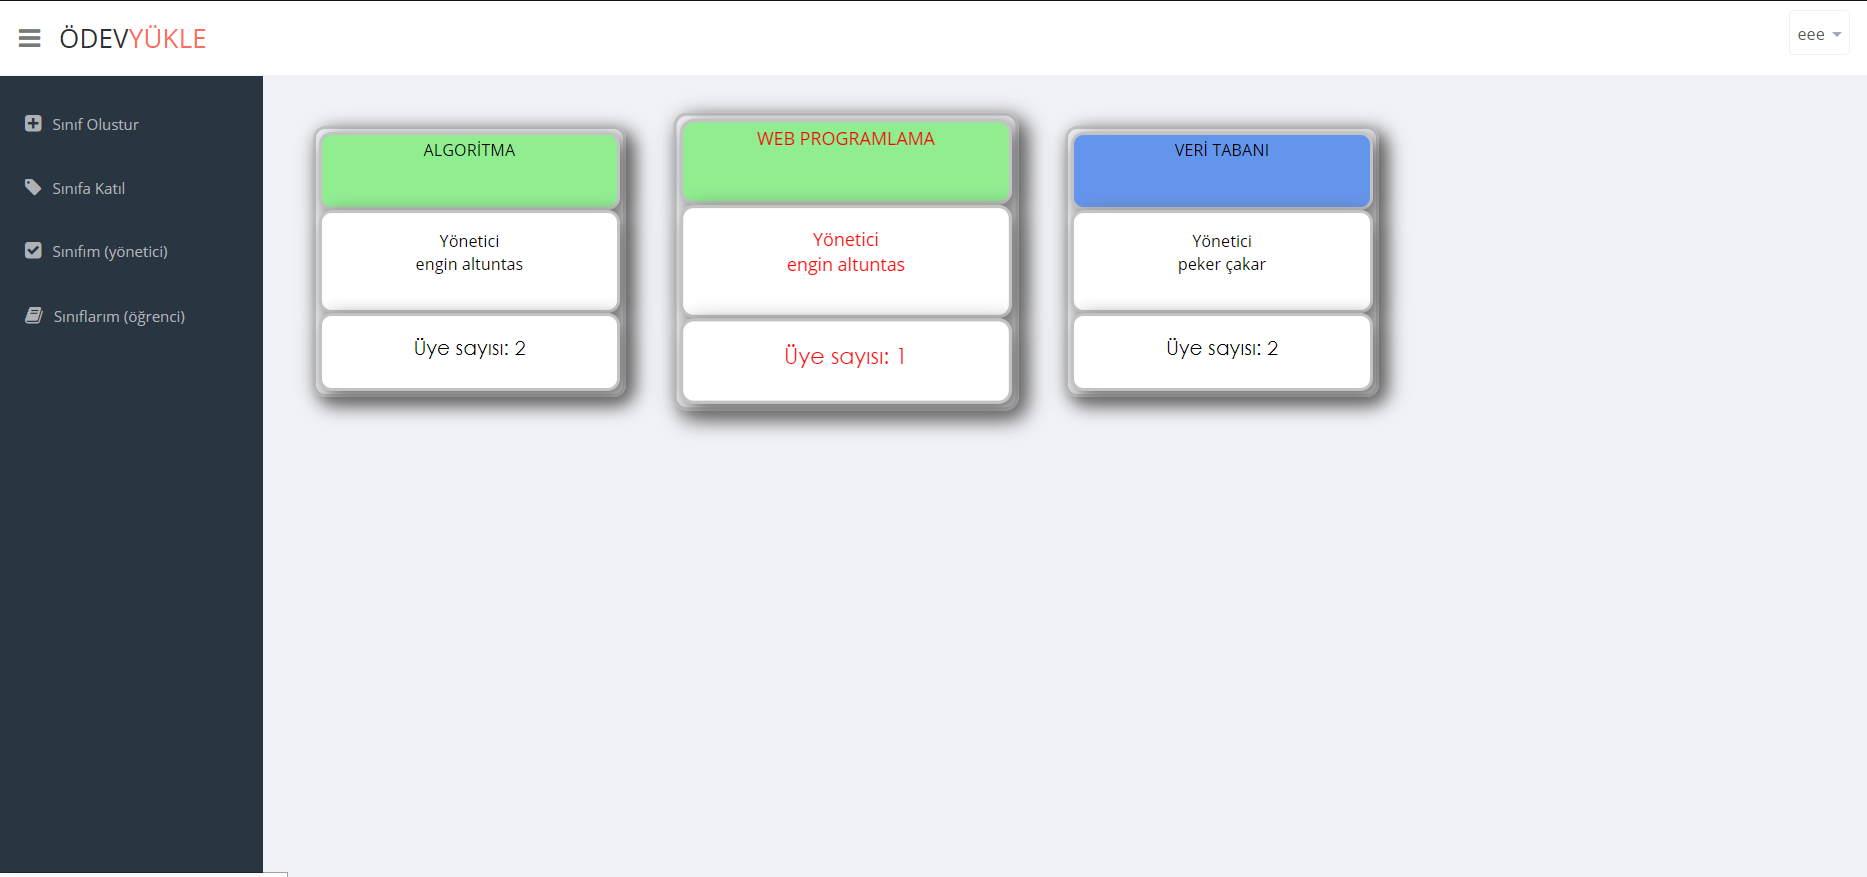 ÖDEVYÜKLE
eee
Sınıf Olustur
Sınıfa Katıl
Sınıfım (yönetici)
Sınıflarım (öğrenci)
ALGORİTMA
Yönetici
engin altuntas
Üye sayısı: 2
WEB PROGRAMLAMA
Yönetici
engin altuntas
Üye sayısı: 1
VERİ TABANI
Yönetici
peker çakar
Üye sayısı: 2